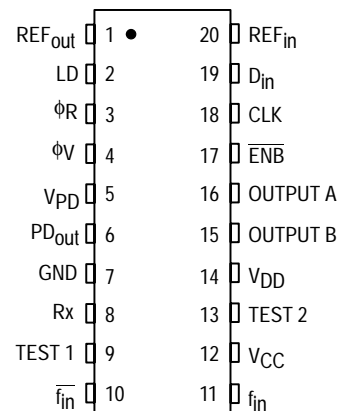 REFout 1 20 REFin
LD 2 19 Din
ϕR 3 18 CLK
ϕV 4 17 E̅N̅B̅
VPD 5 16 OUTPUT A
PDout 6 15 OUTPUT B
GND 7 14 VDD
Rx 8 13 TEST 2
TEST 1 9 12 VCC
f̅i̅n̅ 10 11 fin